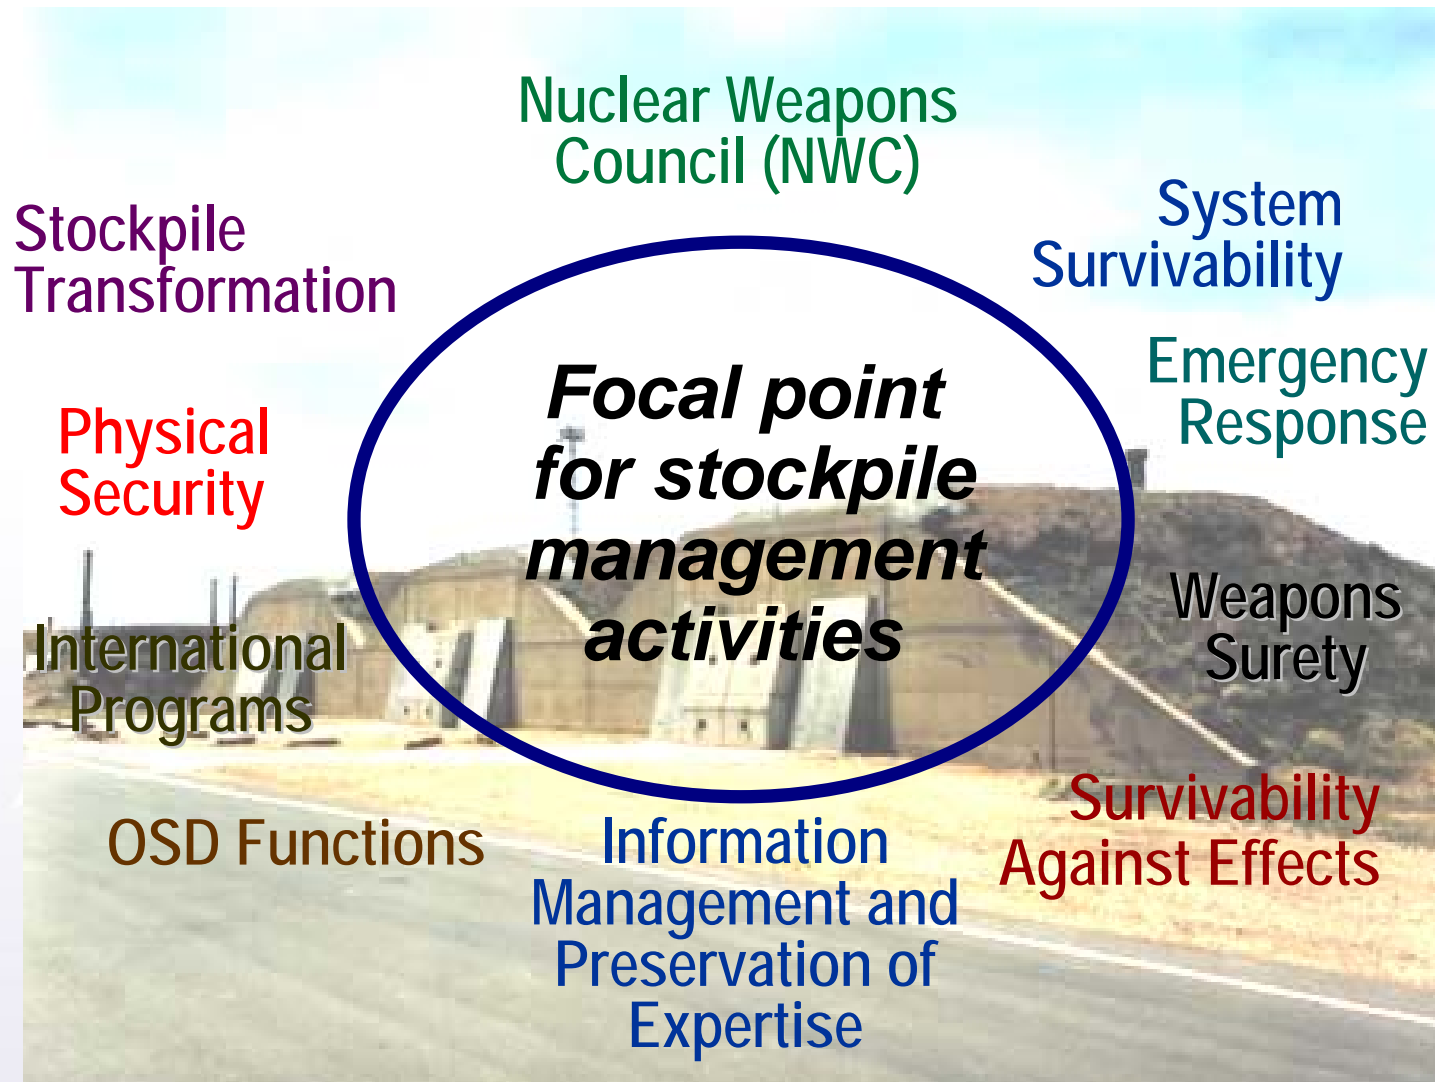 Nuclear Weapons
Council (NWC)
System
Survivability
Stockpile
Transformation
Emergency
Response
Focal point
for stockpile
management
activities
Physical
Security
Weapons
Surety
International
Programs
Survivability
Against Effects
OSD Functions
Information
Management and
Preservation of
Expertise